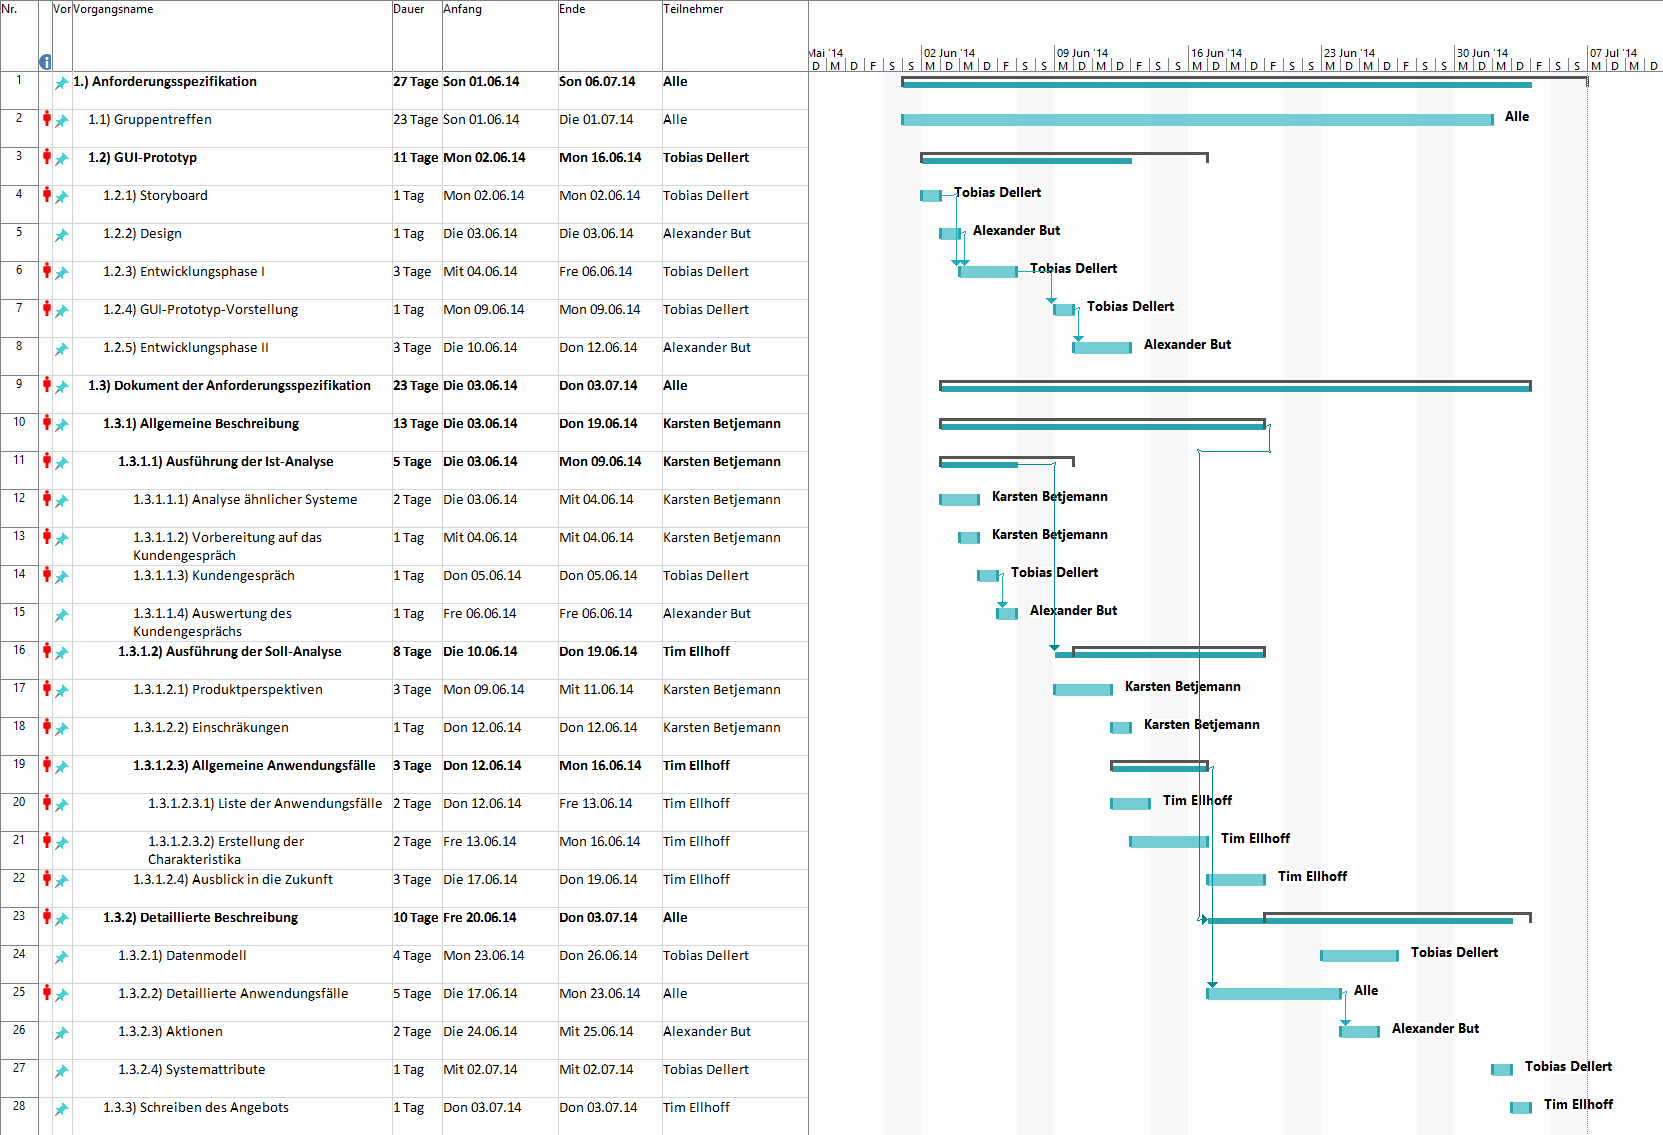 Nr. Vor Vorgangsname Dauer Anfang Ende Teilnehmer
Mai '14 02 Jun '14 09 Jun '14 16 Jun '14 23 Jun '14 30 Jun '14 07 Jul '14
D M D F S S M D M D F S S M D M D F S S M D M D F S S M D M D F S S M D M D F S S M D M D
1 1.) Anforderungsspezifikation 27 Tage Son 01.06.14 Son 06.07.14 Alle
2 1.1) Gruppentreffen 23 Tage Son 01.06.14 Die 01.07.14 Alle Alle
3 1.2) GUI-Prototyp 11 Tage Mon 02.06.14 Mon 16.06.14 Tobias Dellert
4 1.2.1) Storyboard 1 Tag Mon 02.06.14 Mon 02.06.14 Tobias Dellert Tobias Dellert
5 1.2.2) Design 1 Tag Die 03.06.14 Die 03.06.14 Alexander But Alexander But
6 1.2.3) Entwicklungsphase I 3 Tage Mit 04.06.14 Fre 06.06.14 Tobias Dellert Tobias Dellert
7 1.2.4) GUI-Prototyp-Vorstellung 1 Tag Mon 09.06.14 Mon 09.06.14 Tobias Dellert Tobias Dellert
8 1.2.5) Entwicklungsphase II 3 Tage Die 10.06.14 Don 12.06.14 Alexander But Alexander But
9 1.3) Dokument der Anforderungsspezifikation 23 Tage Die 03.06.14 Don 03.07.14 Alle
10 1.3.1) Allgemeine Beschreibung 13 Tage Die 03.06.14 Don 19.06.14 Karsten Betjemann
11 1.3.1.1) Ausführung der Ist-Analyse 5 Tage Die 03.06.14 Mon 09.06.14 Karsten Betjemann
12 1.3.1.1.1) Analyse ähnlicher Systeme 2 Tage Die 03.06.14 Mit 04.06.14 Karsten Betjemann Karsten Betjemann
13 1.3.1.1.2) Vorbereitung auf das 1 Tag Mit 04.06.14 Mit 04.06.14 Karsten Betjemann Karsten Betjemann
Kundengespräch
14 1.3.1.1.3) Kundengespräch 1 Tag Don 05.06.14 Don 05.06.14 Tobias Dellert Tobias Dellert
15 1.3.1.1.4) Auswertung des 1 Tag Fre 06.06.14 Fre 06.06.14 Alexander But Alexander But
Kundengesprächs
16 1.3.1.2) Ausführung der Soll-Analyse 8 Tage Die 10.06.14 Don 19.06.14 Tim Ellhoff
17 1.3.1.2.1) Produktperspektiven 3 Tage Mon 09.06.14 Mit 11.06.14 Karsten Betjemann Karsten Betjemann
18 1.3.1.2.2) Einschräkungen 1 Tag Don 12.06.14 Don 12.06.14 Karsten Betjemann Karsten Betjemann
19 1.3.1.2.3) Allgemeine Anwendungsfälle 3 Tage Don 12.06.14 Mon 16.06.14 Tim Ellhoff
20 1.3.1.2.3.1) Liste der Anwendungsfälle 2 Tage Don 12.06.14 Fre 13.06.14 Tim Ellhoff Tim Ellhoff
21 1.3.1.2.3.2) Erstellung der 2 Tage Fre 13.06.14 Mon 16.06.14 Tim Ellhoff Tim Ellhoff
Charakteristika
22 1.3.1.2.4) Ausblick in die Zukunft 3 Tage Die 17.06.14 Don 19.06.14 Tim Ellhoff Tim Ellhoff
23 1.3.2) Detaillierte Beschreibung 10 Tage Fre 20.06.14 Don 03.07.14 Alle
24 1.3.2.1) Datenmodell 4 Tage Mon 23.06.14 Don 26.06.14 Tobias Dellert Tobias Dellert
25 1.3.2.2) Detaillierte Anwendungsfälle 5 Tage Die 17.06.14 Mon 23.06.14 Alle Alle
26 1.3.2.3) Aktionen 2 Tage Die 24.06.14 Mit 25.06.14 Alexander But Alexander But
27 1.3.2.4) Systemattribute 1 Tag Mit 02.07.14 Mit 02.07.14 Tobias Dellert Tobias Dellert
28 1.3.3) Schreiben des Angebots 1 Tag Don 03.07.14 Don 03.07.14 Tim Ellhoff Tim Ellhoff